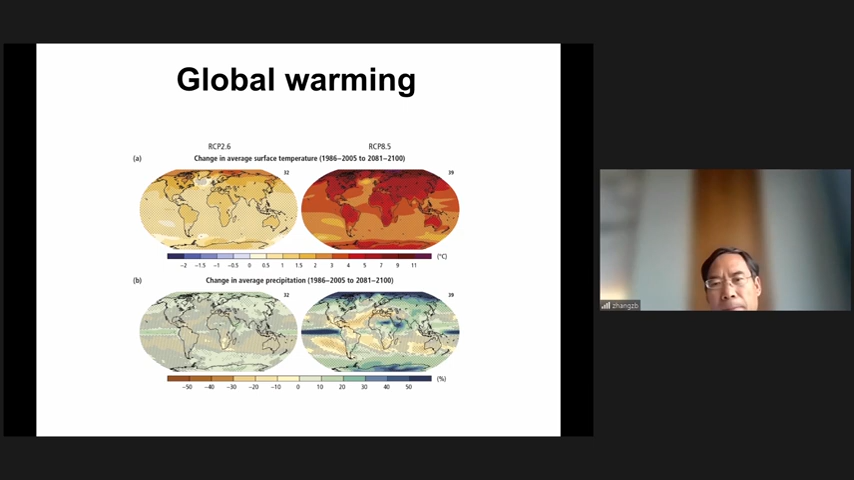 Global warming
RCP2.6 RCP8.5
(a) Change in average surface temperature (1986−2005 to 2081−2100)
32 39
(°C)
−2 −1.5 −1 −0.5 0 0.5 1 1.5 2 3 4 5 7 9 11
(b) Change in average precipitation (1986−2005 to 2081−2100)
32 39
(%)
−50 −40 −30 −20 −10 0 10 20 30 40 50
zhangzb